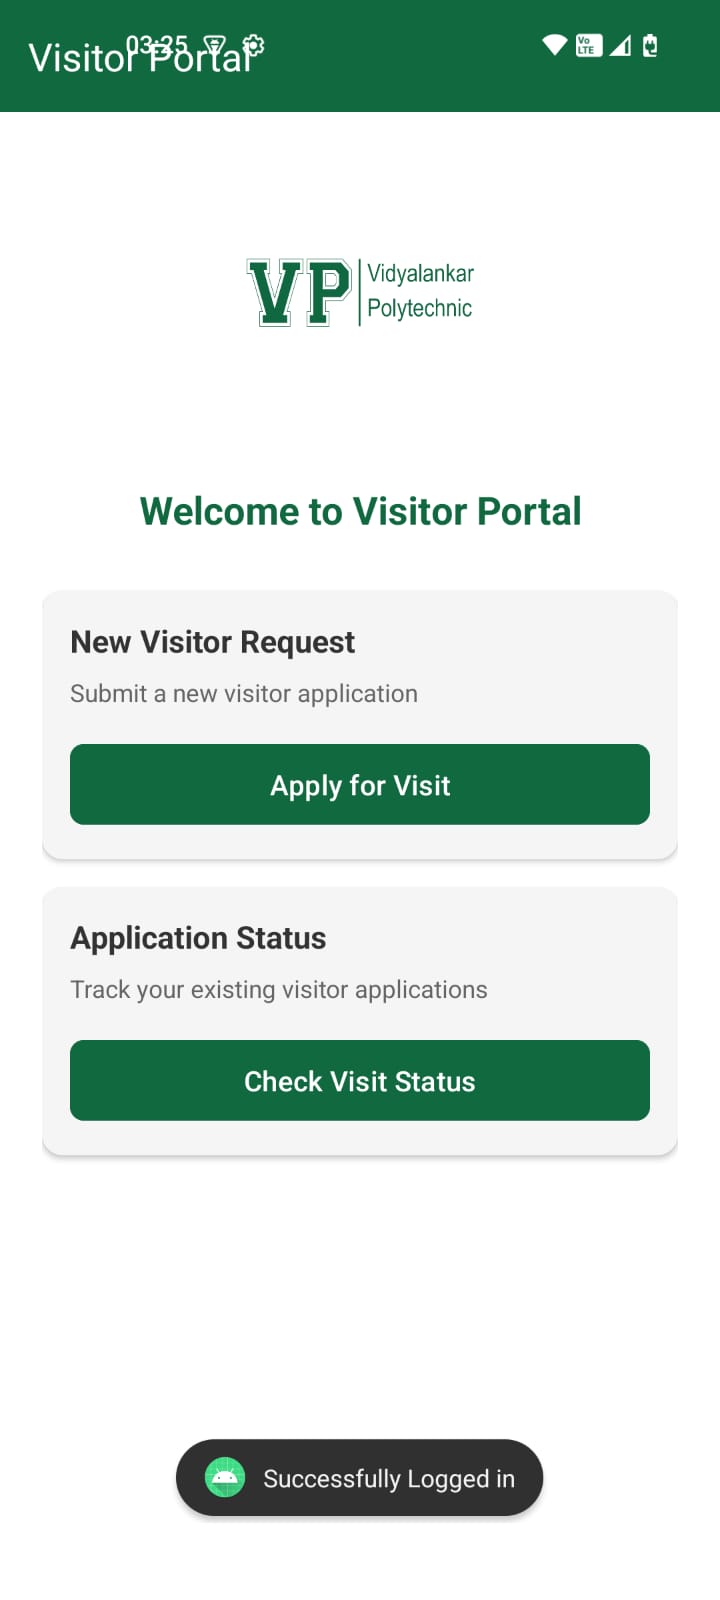 03:25
Visitor Portal
Vo
LTE
VP
Vidyalankar
Polytechnic
Welcome to Visitor Portal
New Visitor Request
Submit a new visitor application
Apply for Visit
Application Status
Track your existing visitor applications
Check Visit Status
Successfully Logged in